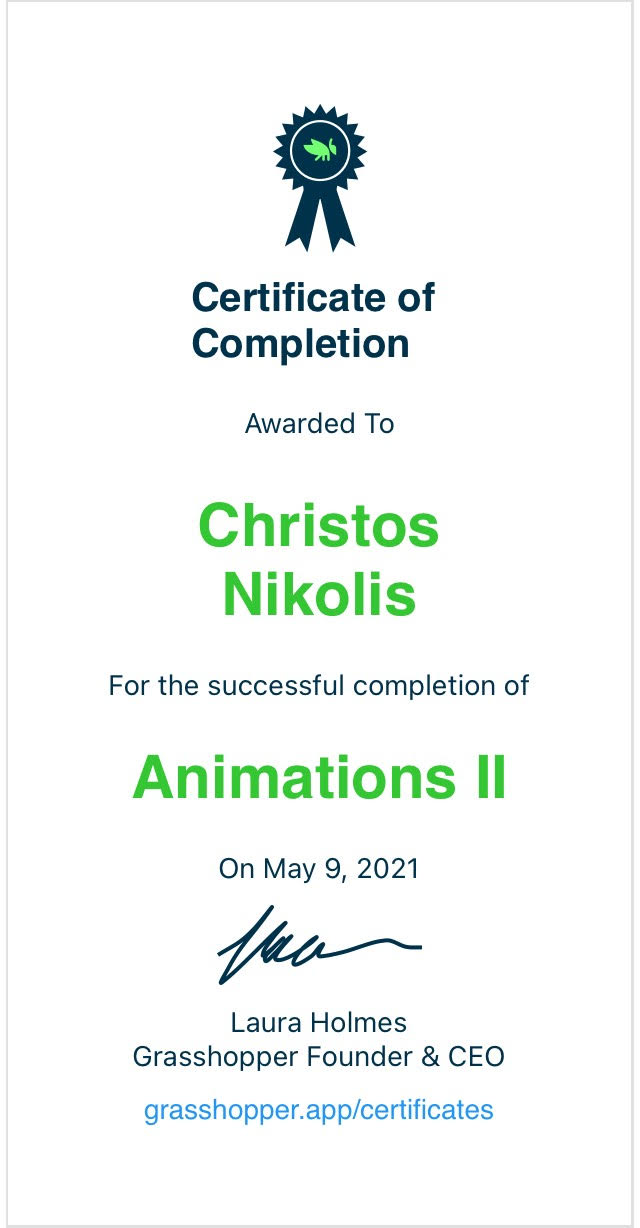 Certificate of
Completion
Awarded To
Christos
Nikolis
For the successful completion of
Animations II
On May 9, 2021
Laura Holmes
Grasshopper Founder & CEO
grasshopper.app/certificates